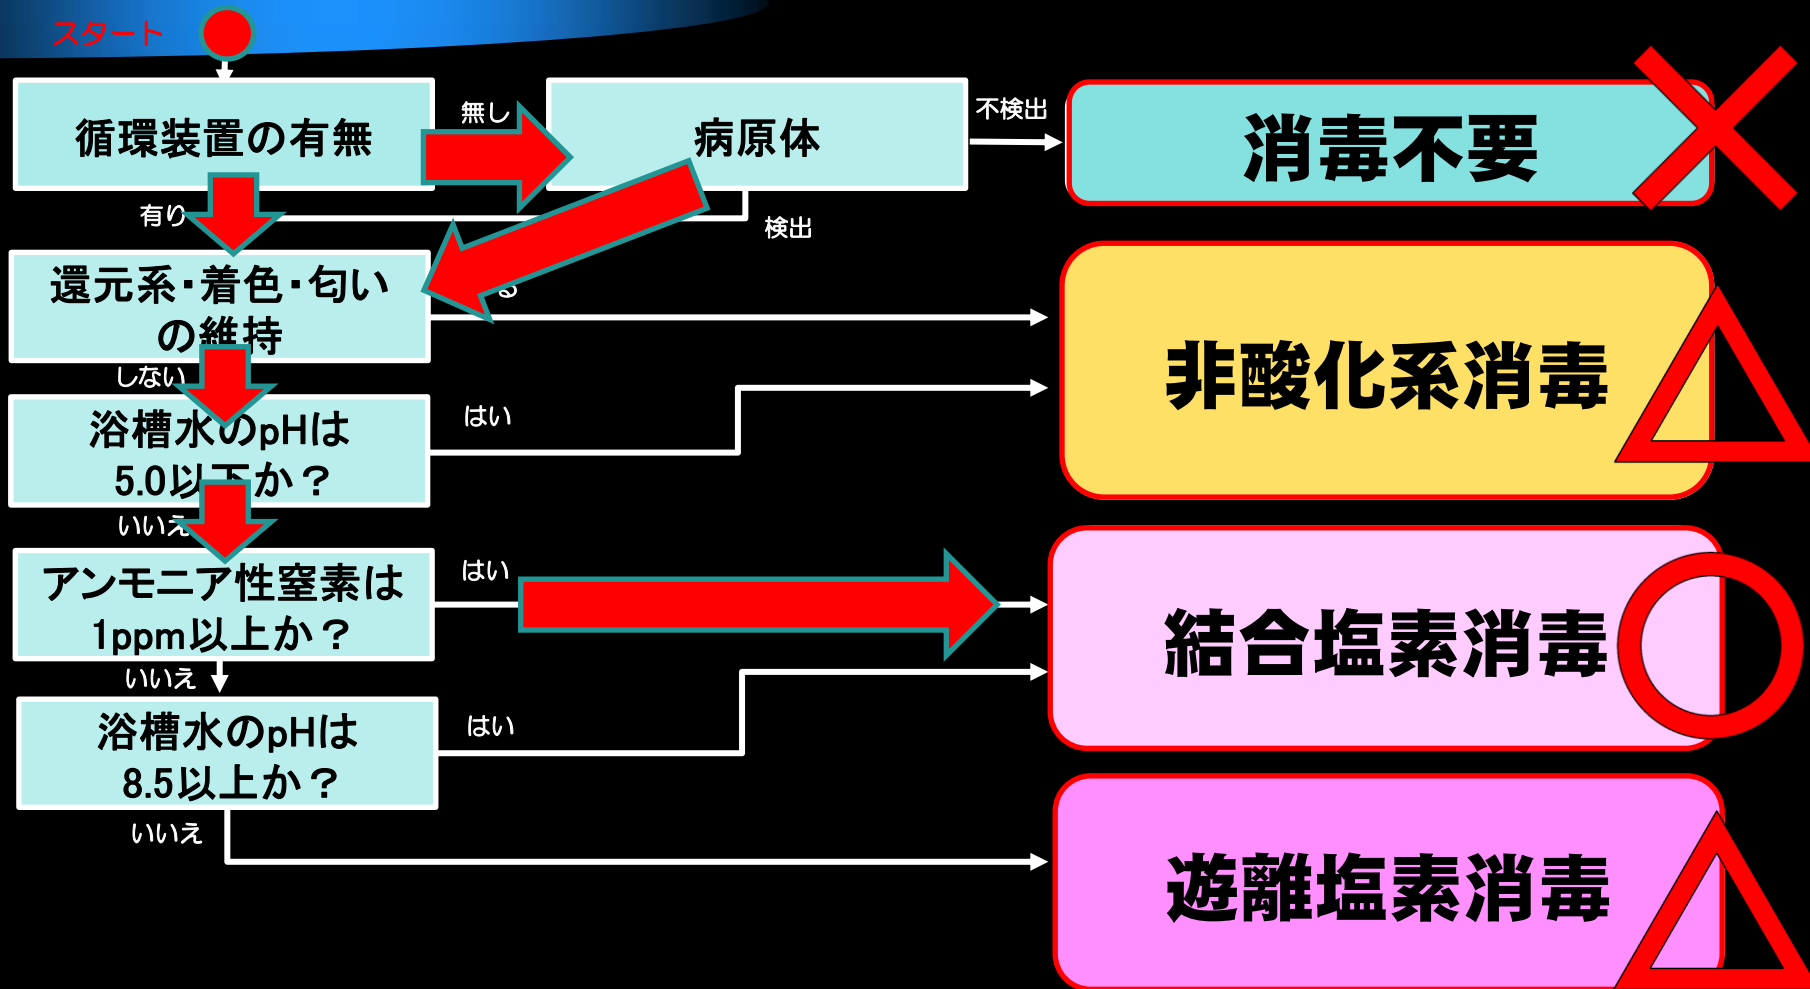 スタート
循環装置の有無
無し
病原体
不検出
消毒不要
有り
検出
還元系・着色・匂い
の維持
る
非酸化系消毒
しない
浴槽水のpHは
5.0以下か？
はい
いいえ
アンモニア性窒素は
1ppm以上か？
はい
結合塩素消毒
いいえ
浴槽水のpHは
8.5以上か？
はい
いいえ
遊離塩素消毒